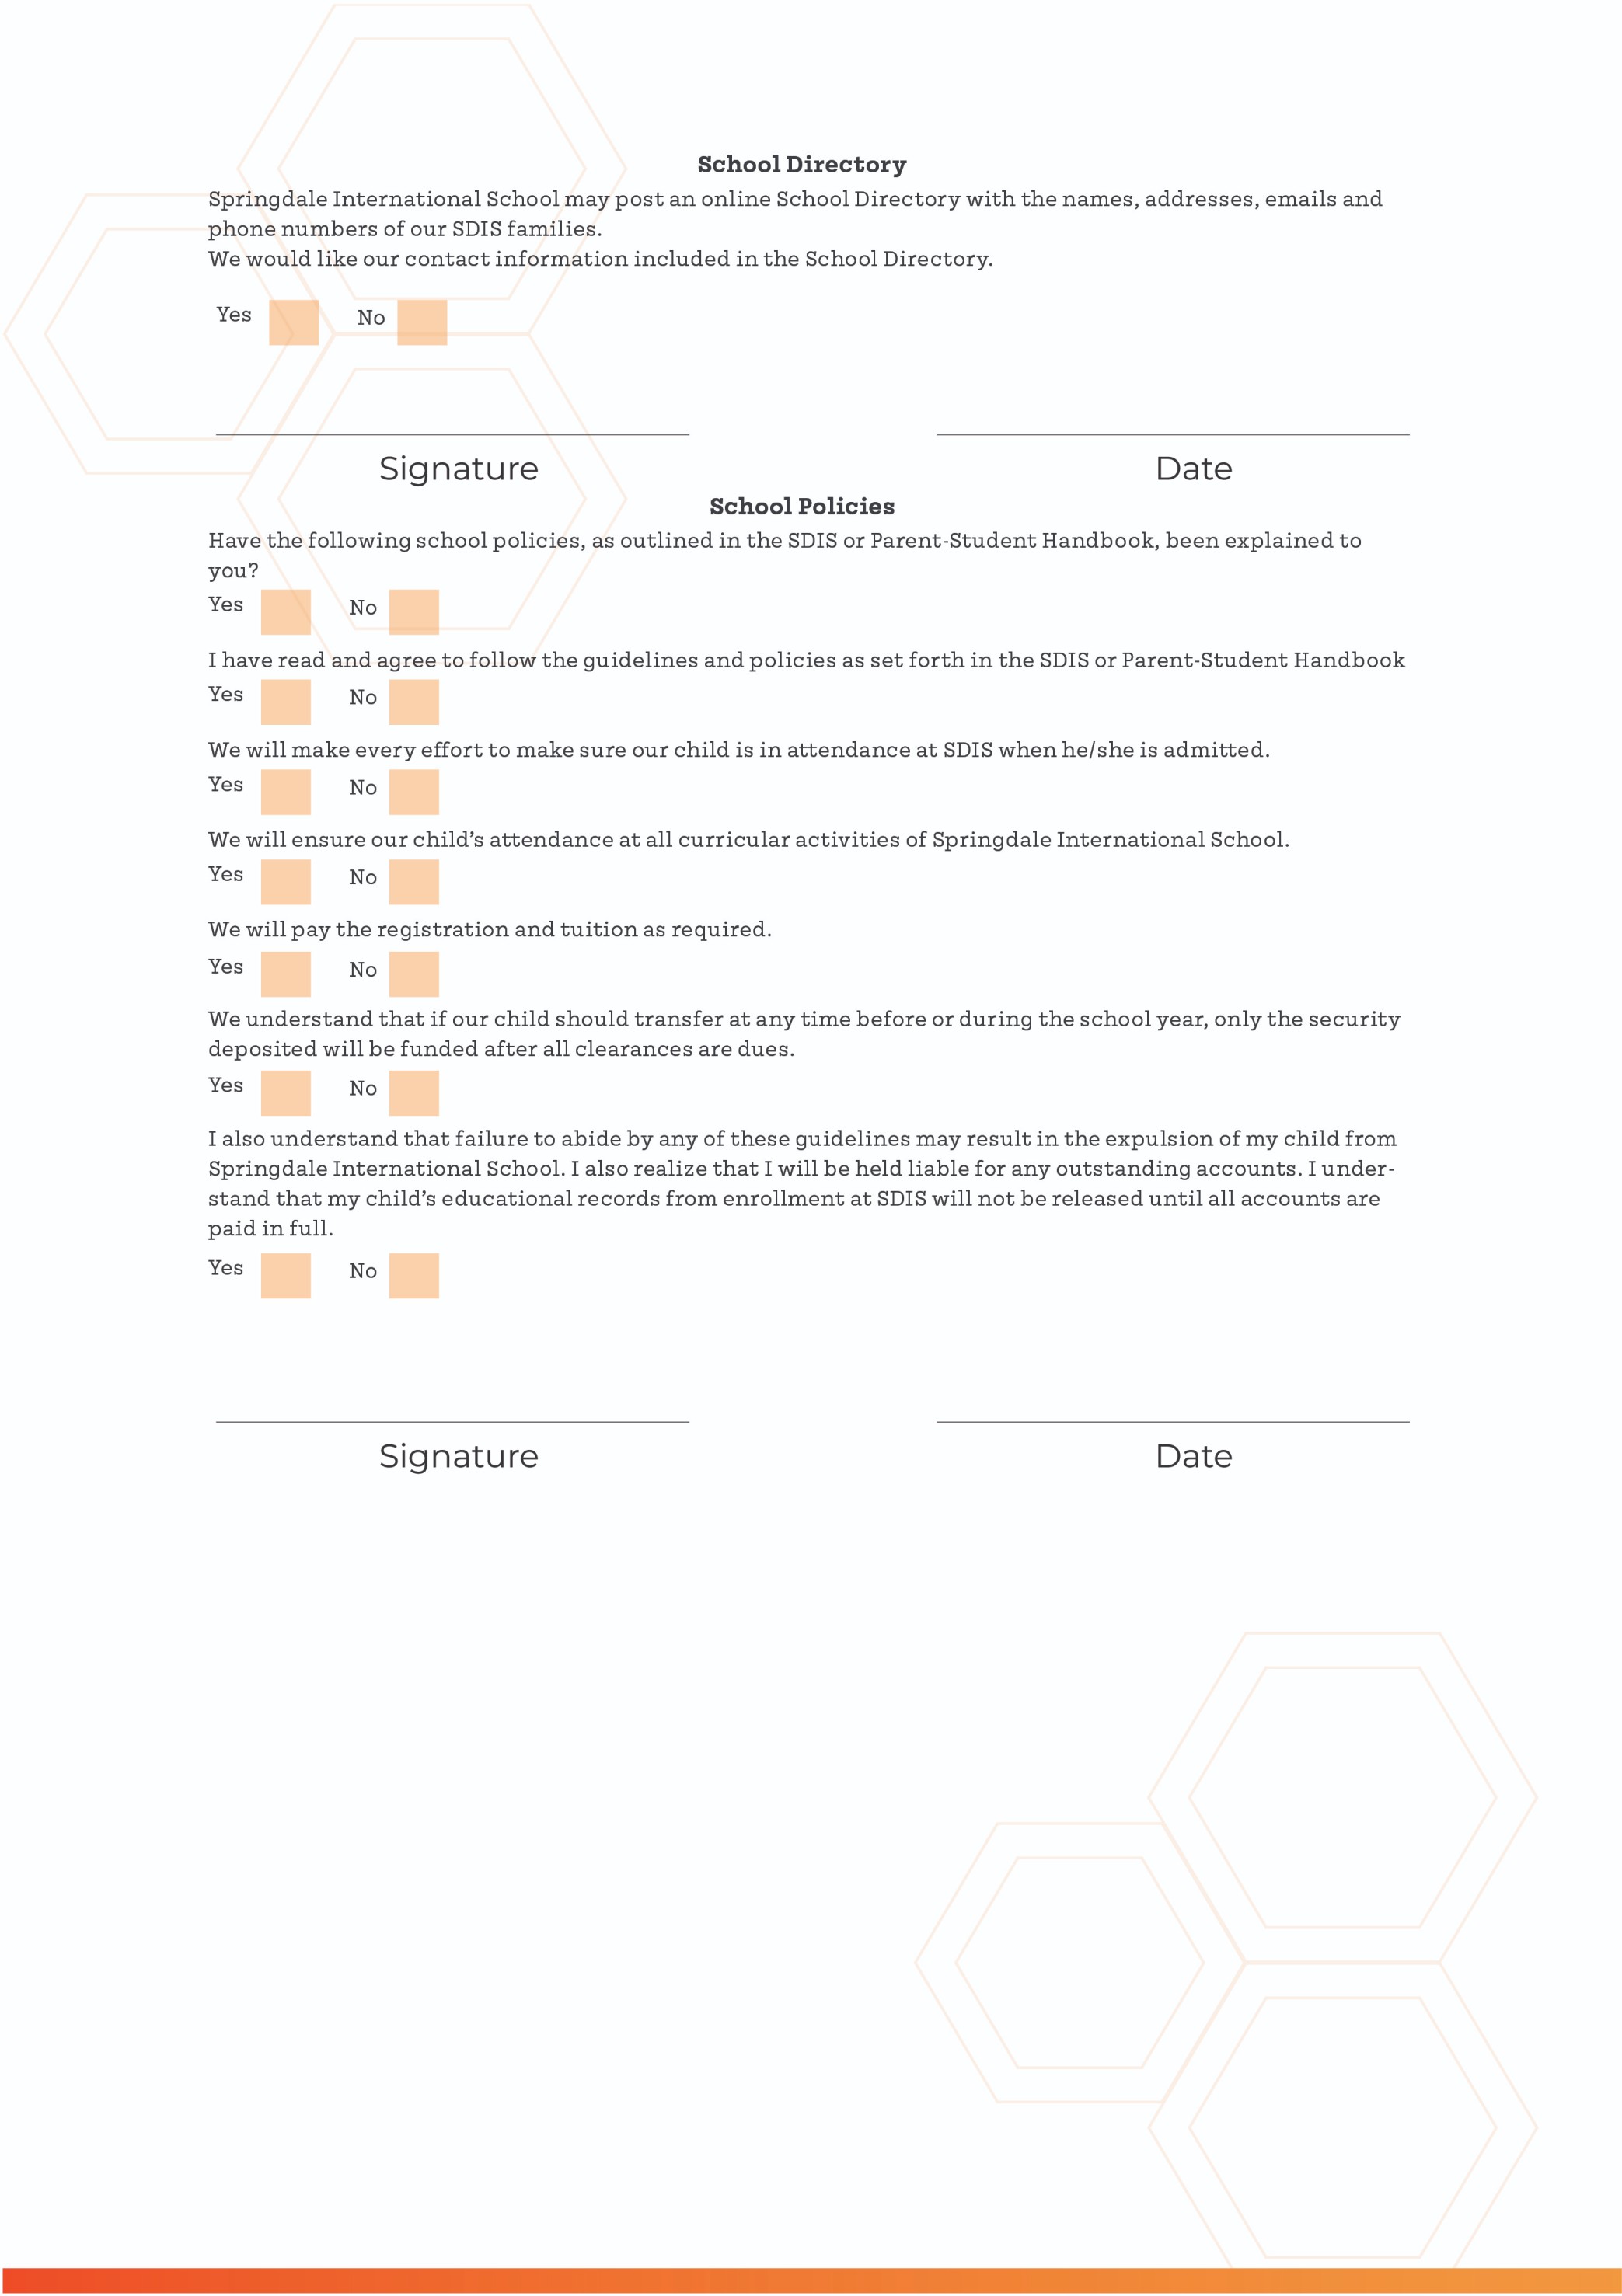 School Directory
Springdale International School may post an online School Directory with the names, addresses, emails and
phone numbers of our SDIS families.
We would like our contact information included in the School Directory.
Yes No
Signature Date
School Policies
Have the following school policies, as outlined in the SDIS or Parent-Student Handbook, been explained to
you?
Yes No
I have read and agree to follow the guidelines and policies as set forth in the SDIS or Parent-Student Handbook
Yes No
We will make every effort to make sure our child is in attendance at SDIS when he/she is admitted.
Yes No
We will ensure our child’s attendance at all curricular activities of Springdale International School.
Yes No
We will pay the registration and tuition as required.
Yes No
We understand that if our child should transfer at any time before or during the school year, only the security
deposited will be funded after all clearances are dues.
Yes No
I also understand that failure to abide by any of these guidelines may result in the expulsion of my child from
Springdale International School. I also realize that I will be held liable for any outstanding accounts. I under-
stand that my child’s educational records from enrollment at SDIS will not be released until all accounts are
paid in full.
Yes No
Signature Date